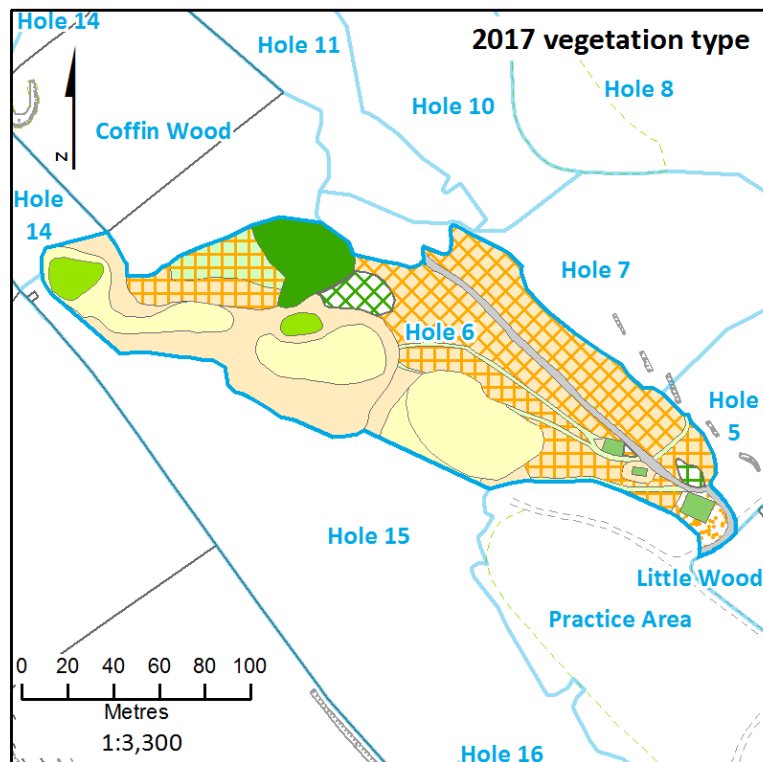 Hole 14
Hole 11
2017 vegetation type
Hole 8
Hole 10
Coffin Wood
Z
Hole
14
Hole 7
Hole 6
Hole
5
Hole 15
Little Wood
Practice Area
0 20 40 60 80 100
Metres
1:3,300
Hole 16